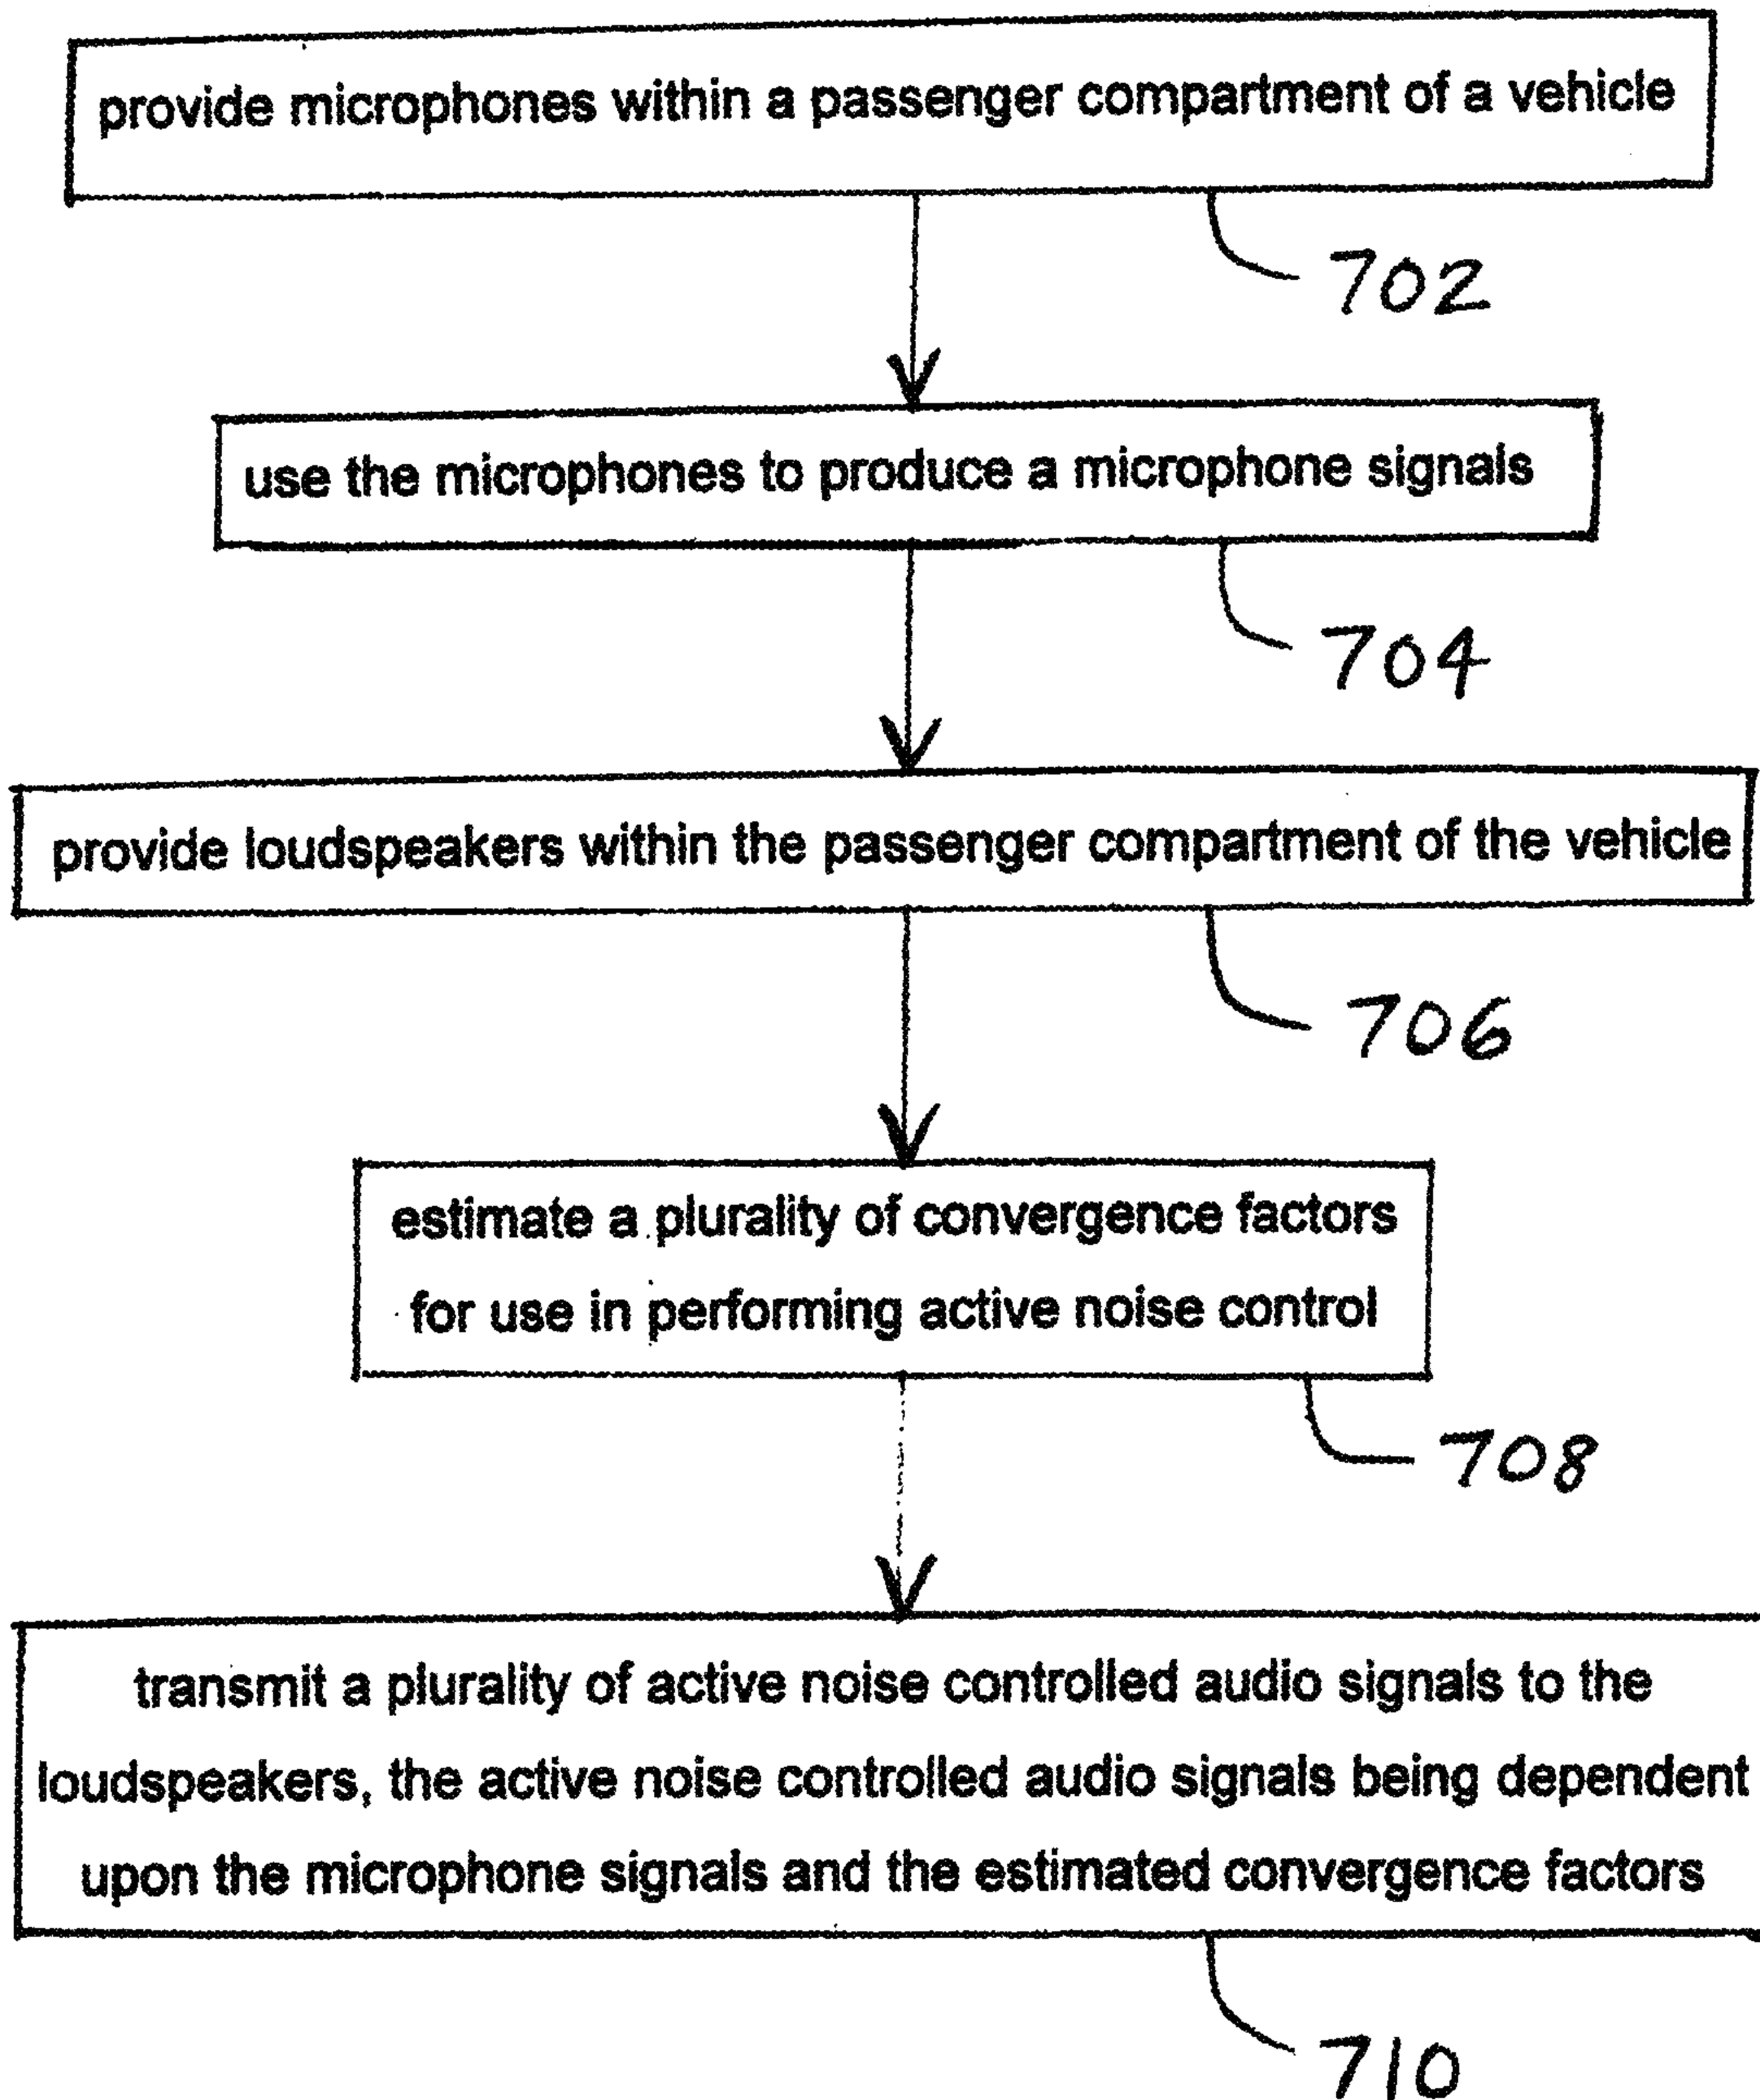 provide microphones within a passenger compartment of a vehicle
702
use the microphones to produce a microphone signals
704
provide loudspeakers within the passenger compartment of the vehicle
706
estimate a plurality of convergence factors
for use in performing active noise control
708
transmit a plurality of active noise controlled audio signals to the
loudspeakers, the active noise controlled audio signals being dependent
upon the microphone signals and the estimated convergence factors
710